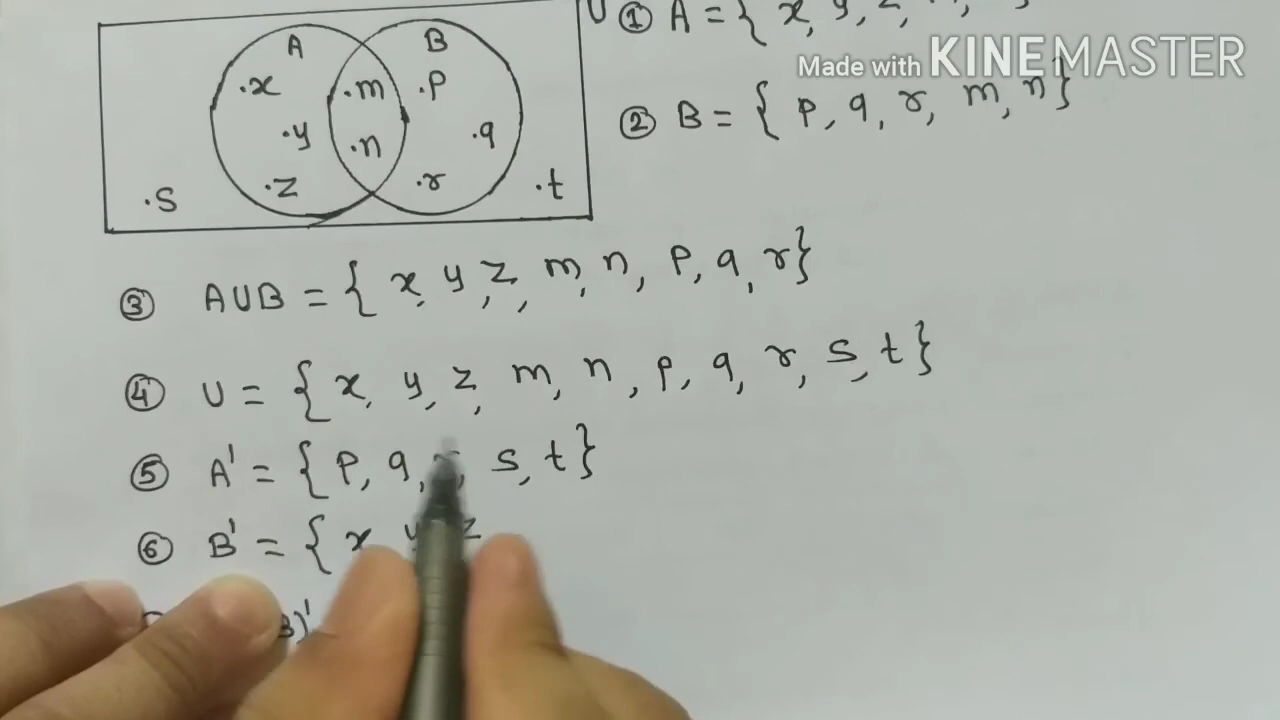 Made with KINEMASTER
U
① A = { x, y, z,
② B = { p, q, r, m, n}
A
B
.x
.m
.p
.y
.n
.q
.z
.r
.s
.t
③ A∪B = { x, y, z, m, n, p, q, r}
④ U = { x, y, z, m, n, p, q, r, s, t}
⑤ A' = { p, q, s, t}
⑥ B' = { x, y, z
B)'